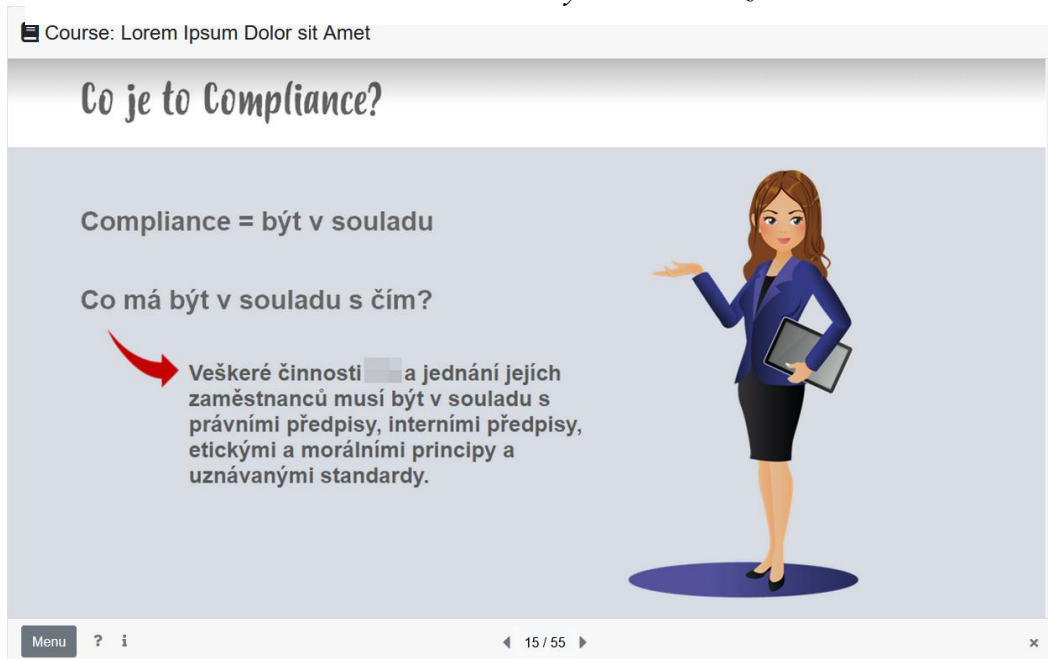 Course: Lorem Ipsum Dolor sit Amet
Co je to Compliance?
Compliance = být v souladu
Co má být v souladu s čím?
Veškeré činnosti a jednání jejích
zaměstnanců musí být v souladu s
právními předpisy, interními předpisy,
etickými a morálními principy a
uznávanými standardy.
Menu ? i 15 / 55 ×